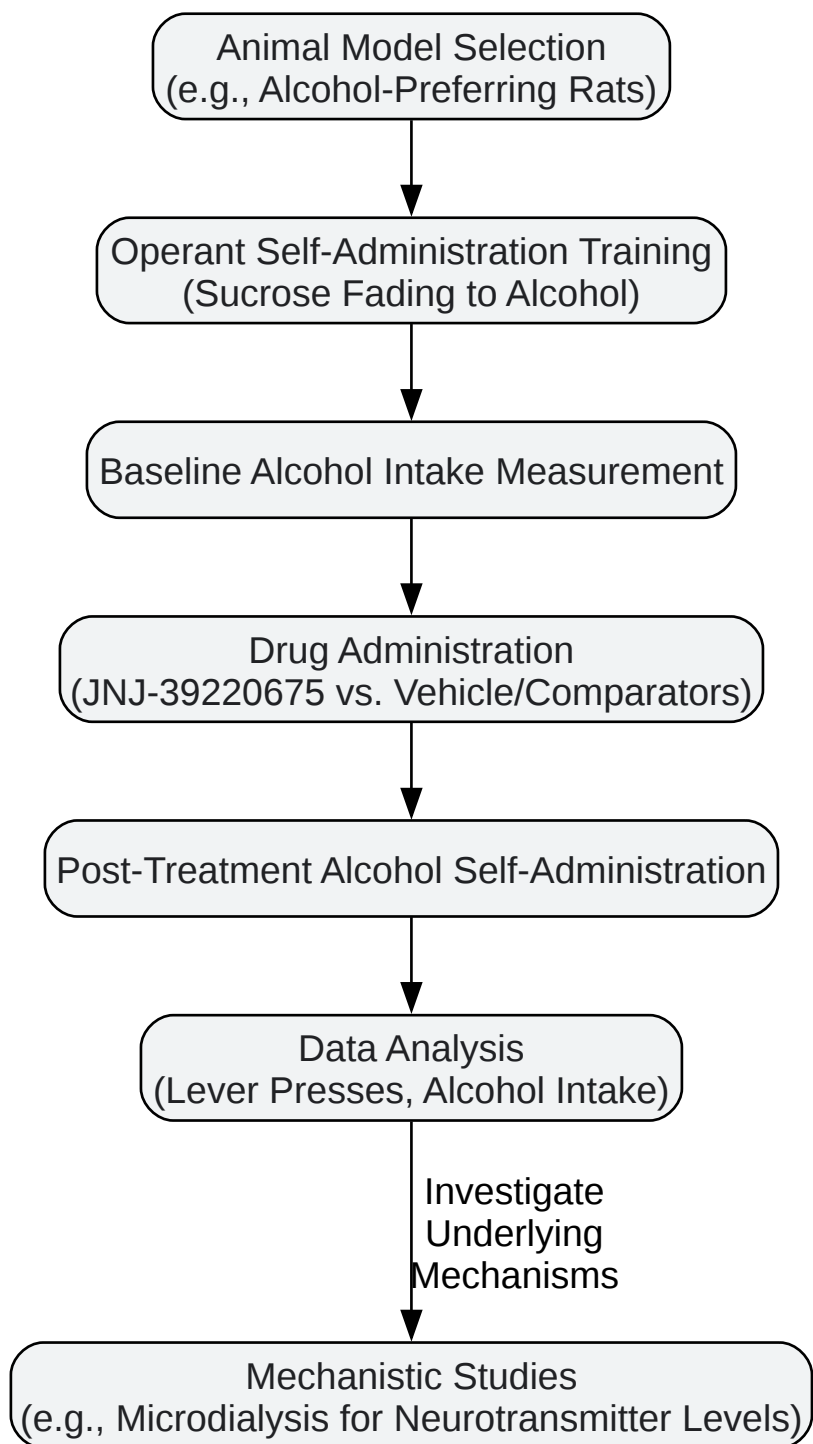 Animal Model Selection
(e.g., Alcohol-Preferring Rats)
Operant Self-Administration Training
(Sucrose Fading to Alcohol)
Baseline Alcohol Intake Measurement
Drug Administration
(JNJ-39220675 vs. Vehicle/Comparators)
Post-Treatment Alcohol Self-Administration
Data Analysis
(Lever Presses, Alcohol Intake)
Investigate
Underlying
Mechanisms
Mechanistic Studies
(e.g., Microdialysis for Neurotransmitter Levels)